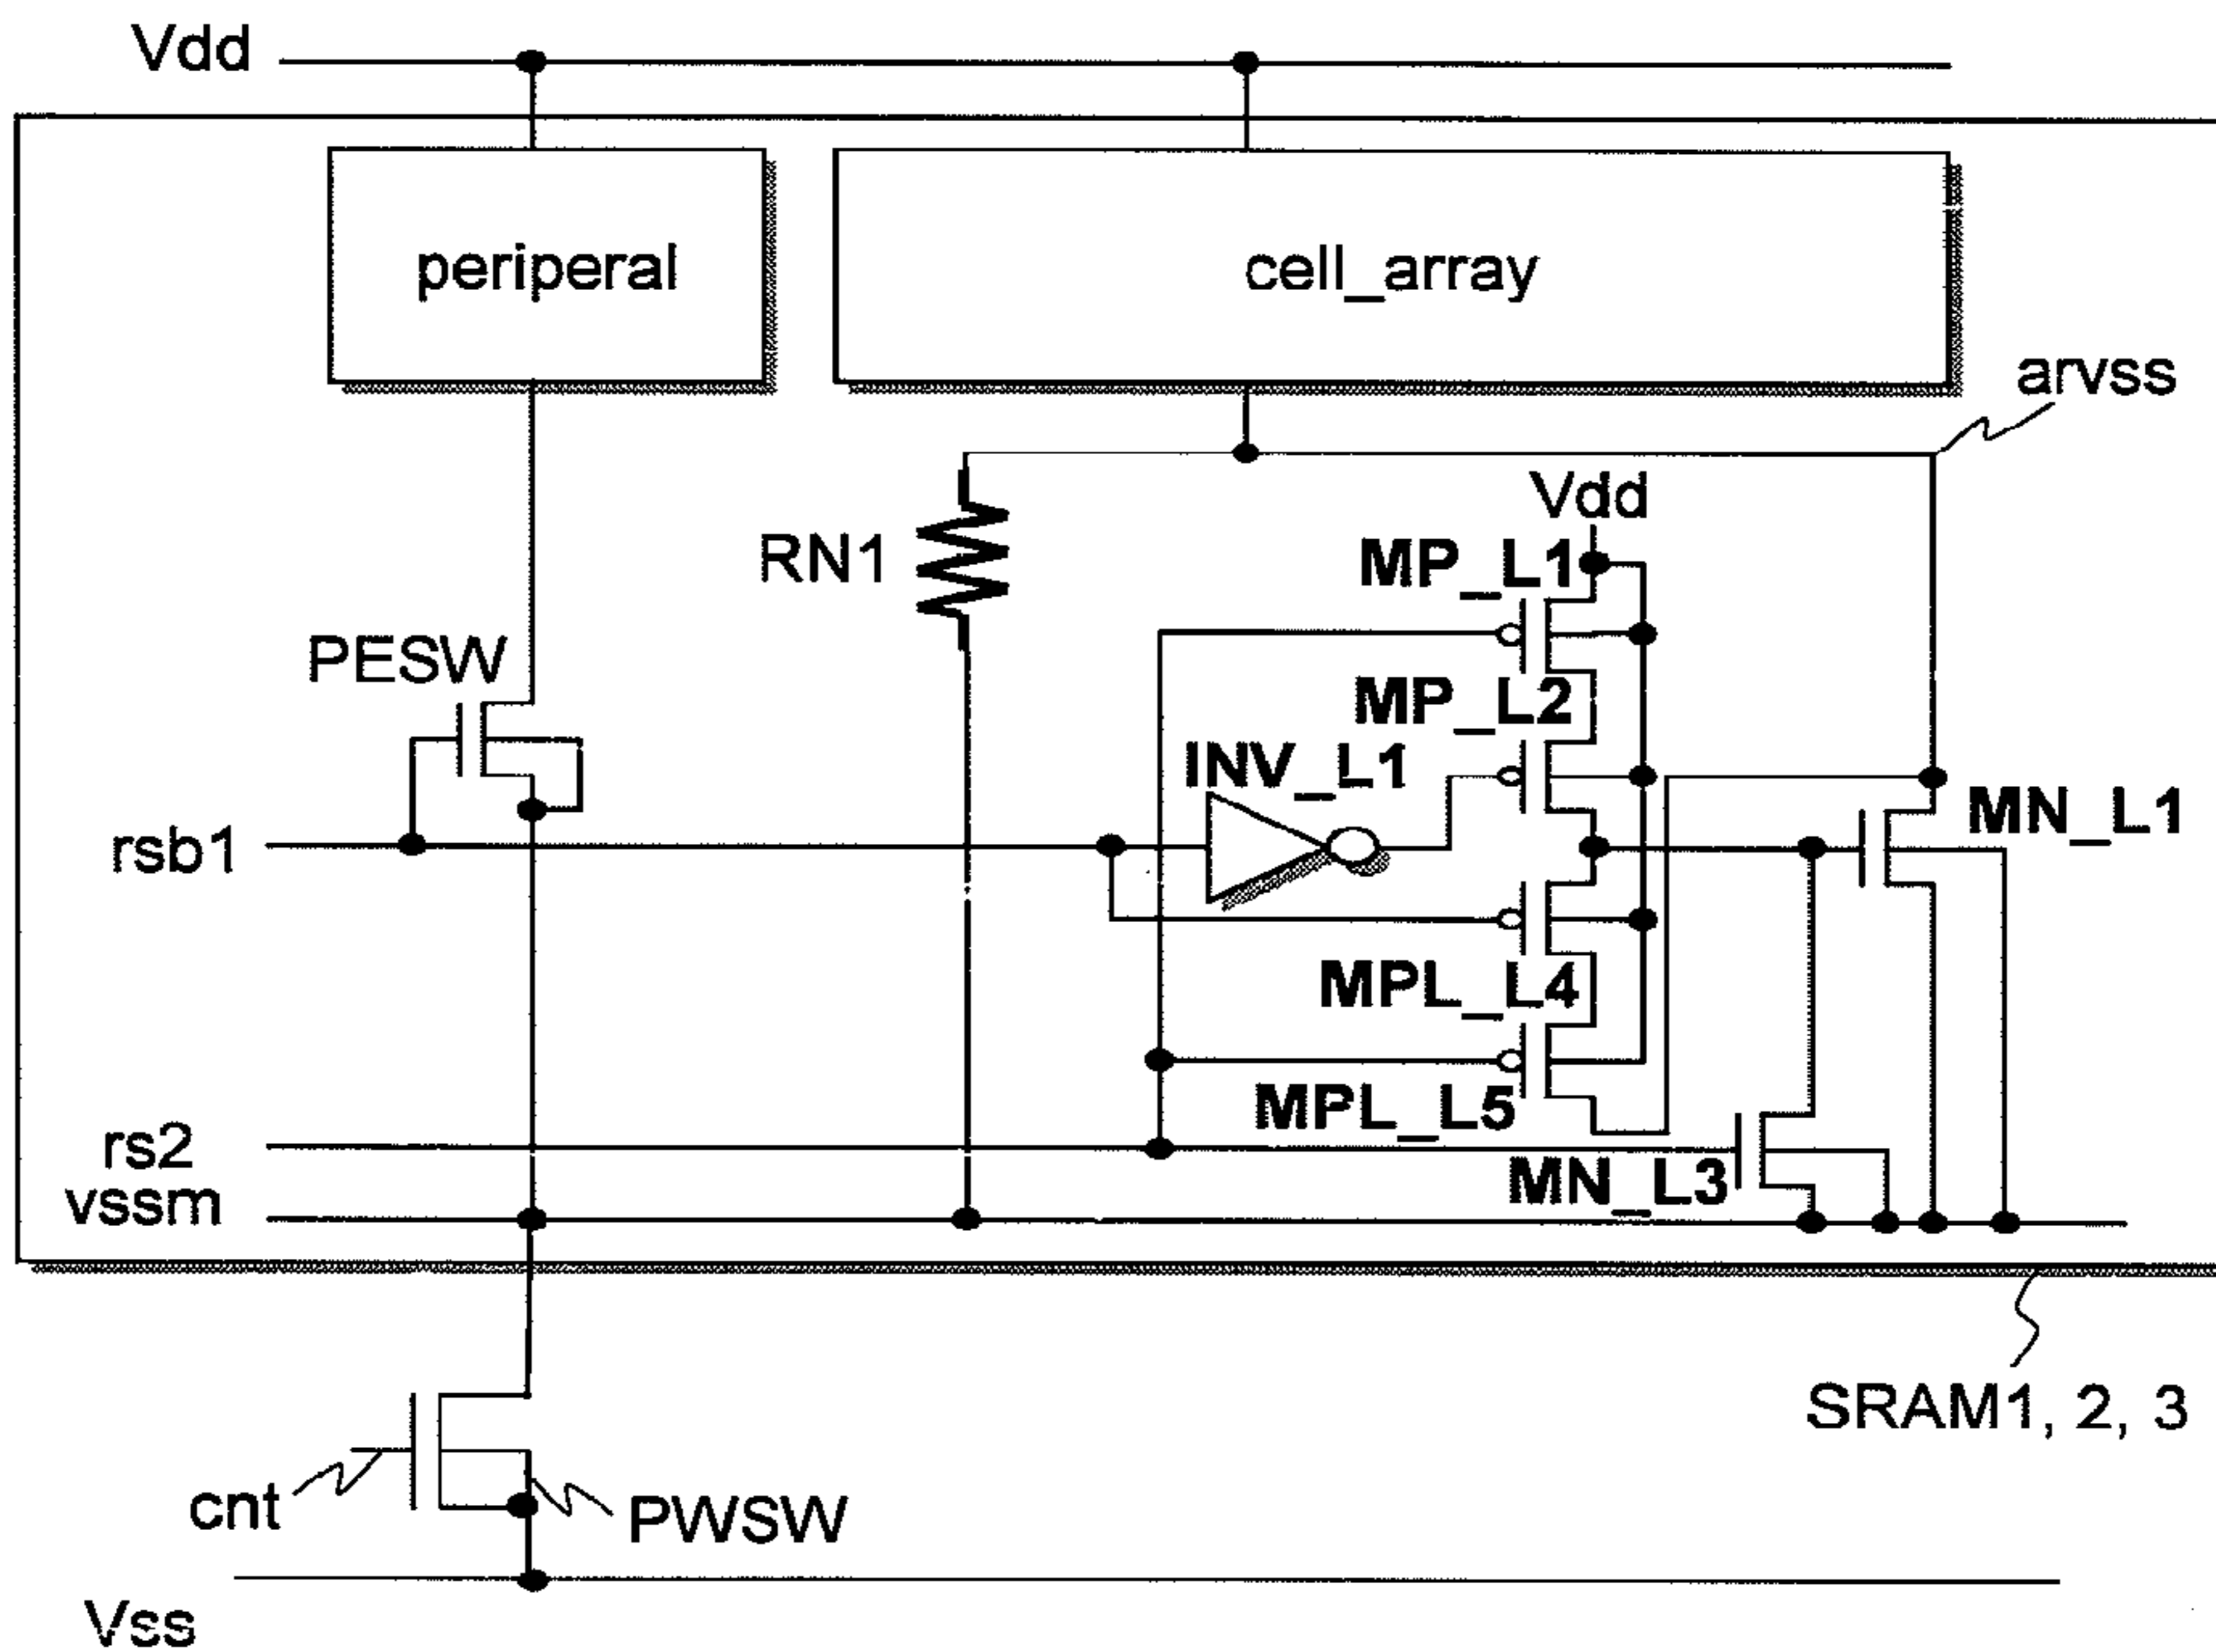 Vdd
periperal
cell_array
arvss
Vdd
RN1
MP_L1
PESW
MP_L2
INV_L1
MN_L1
rsb1
MPL_L4
MPL_L5
rs2
MN_L3
vssm
SRAM1, 2, 3
cnt
PWSW
Vss